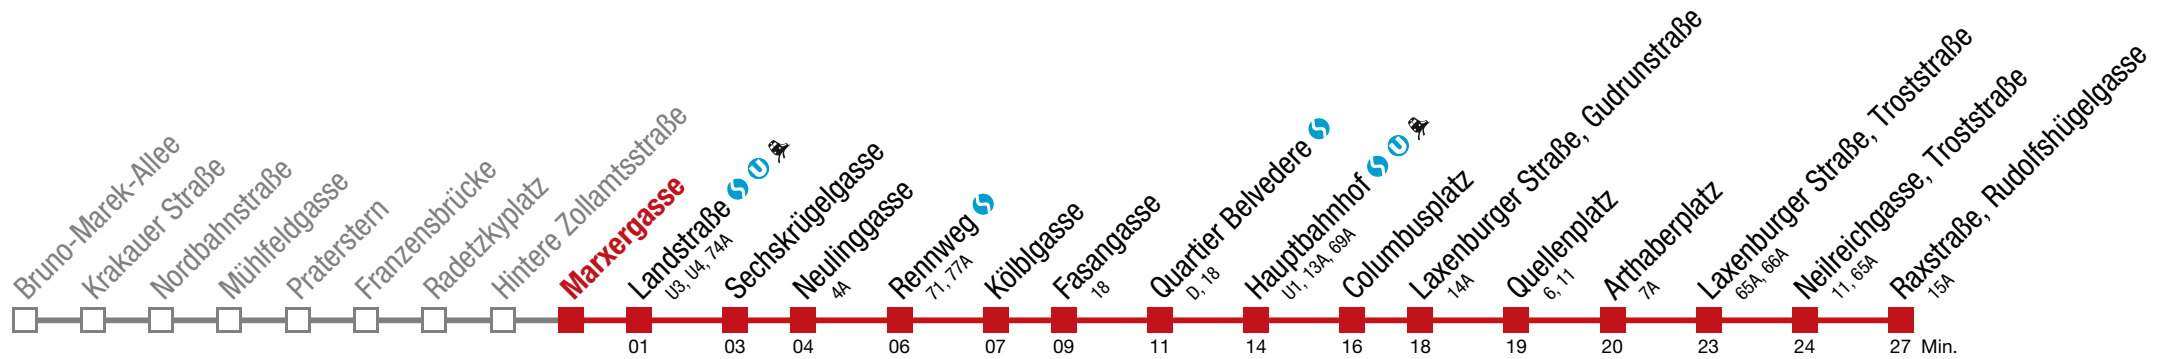 Bruno-Marek-Allee
Krakauer Straße
Nordbahnstraße
Mühlfeldgasse
Praterstern
Franzensbrücke
Radetzkyplatz
Hintere Zollamtsstraße
Marxergasse
Landstraße
U3, U4, 74A
Sechskrügelgasse
Neulinggasse
4A
Rennweg
71, 77A
Kölblgasse
Fasangasse
18
Quartier Belvedere
D, 18
Hauptbahnhof
U1, 13A, 69A
Columbusplatz
Laxenburger Straße, Gudrunstraße
14A
Quellenplatz
6, 11
Arthaberplatz
7A
Laxenburger Straße, Troststraße
65A, 66A
Neilreichgasse, Troststraße
11, 65A
Raxstraße, Rudolfshügelgasse
15A
01 03 04 06 07 09 11 14 16 18 19 20 23 24 27 Min.